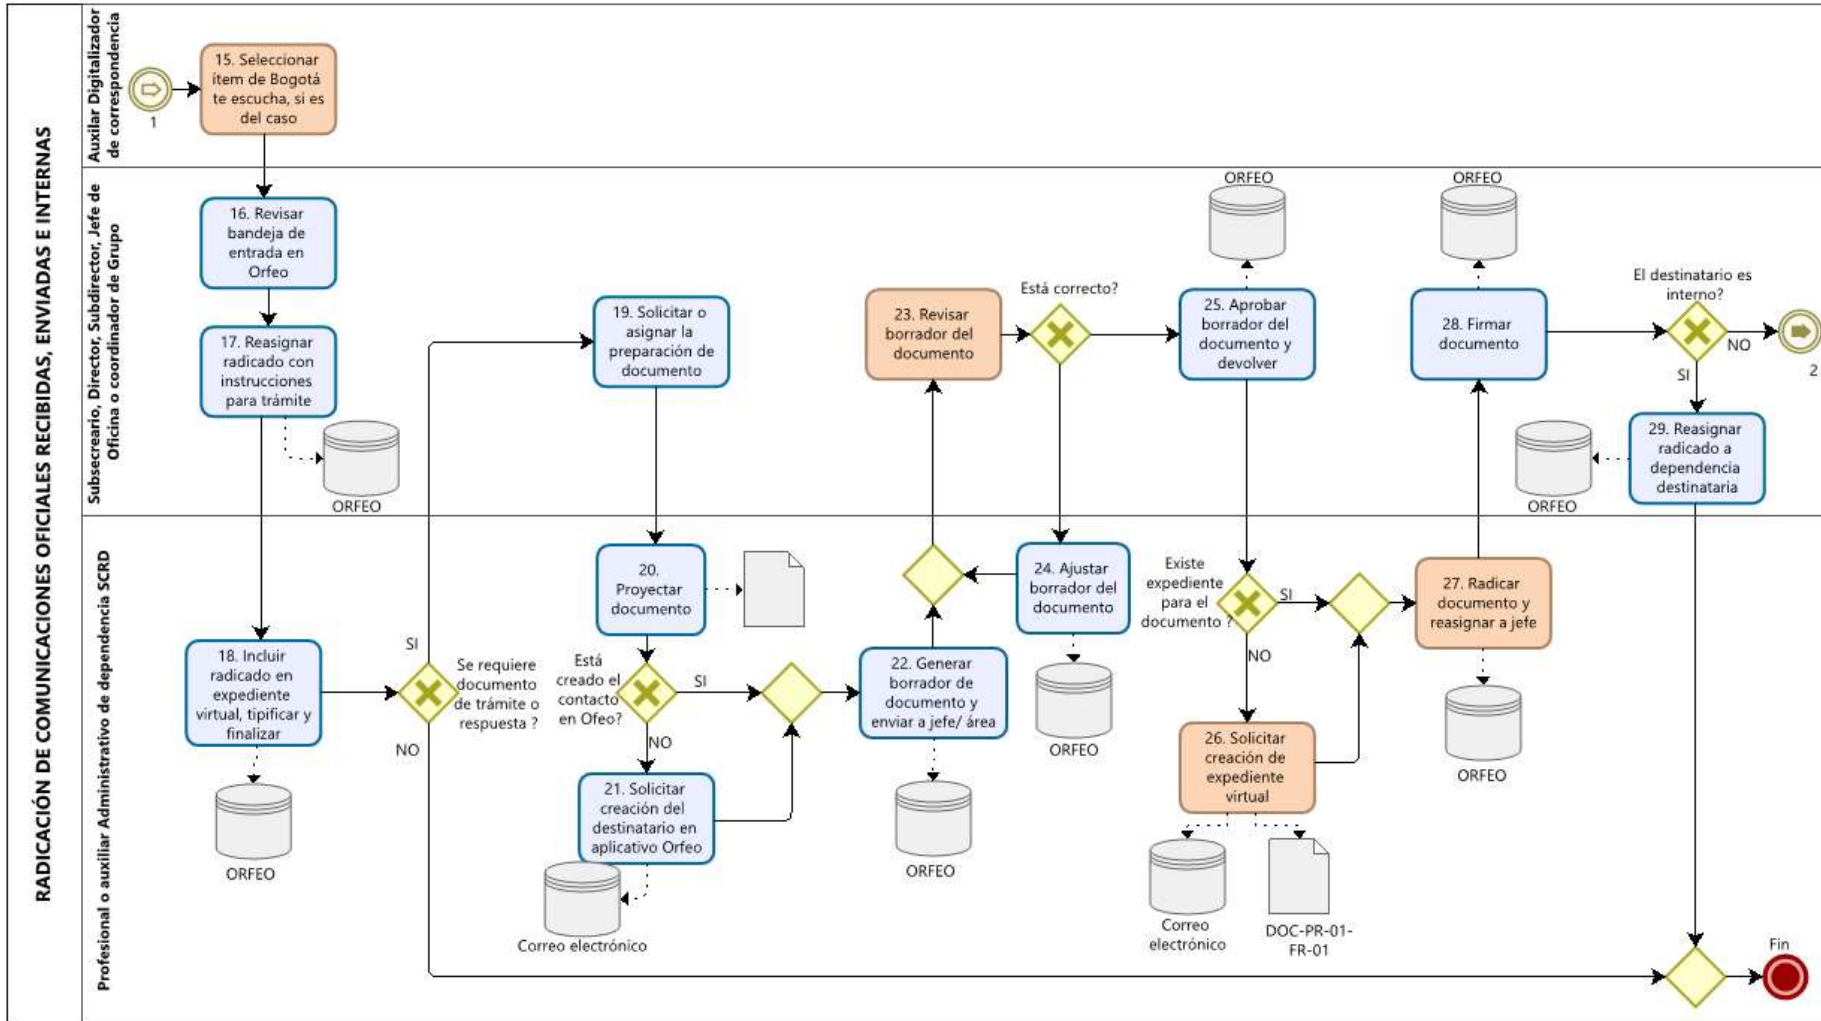 RADICACIÓN DE COMUNICACIONES OFICIALES RECIBIDAS, ENVIADAS E INTERNAS
Auxilar Digitalizador
de correspondencia
1
15. Seleccionar
ítem de Bogotá
te escucha, si es
del caso
Subsecreario, Director, Subdirector, Jefe de
Oficina o coordinador de Grupo
16. Revisar
bandeja de
entrada en
Orfeo
17. Reasignar
radicado con
instrucciones
para trámite
ORFEO
19. Solicitar o
asignar la
preparación de
documento
23. Revisar
borrador del
documento
Está correcto?
ORFEO
25. Aprobar
borrador del
documento y
devolver
ORFEO
28. Firmar
documento
El destinatario es
interno?
NO
2
SI
29. Reasignar
radicado a
dependencia
destinataria
ORFEO
Profesional o auxiliar Administrativo de dependencia SCRD
18. Incluir
radicado en
expediente
virtual, tipificar y
finalizar
ORFEO
SI
Se requiere
documento
de trámite o
respuesta ?
NO
20.
Proyectar
documento
Está
creado el
contacto
en Ofeo?
SI
NO
21. Solicitar
creación del
destinatario en
aplicativo Orfeo
Correo electrónico
22. Generar
borrador de
documento y
enviar a jefe/ área
ORFEO
24. Ajustar
borrador del
documento
ORFEO
Existe
expediente
para el
documento ?
SI
NO
26. Solicitar
creación de
expediente
virtual
Correo
electrónico
DOC-PR-01-
FR-01
27. Radicar
documento y
reasignar a jefe
ORFEO
Fin